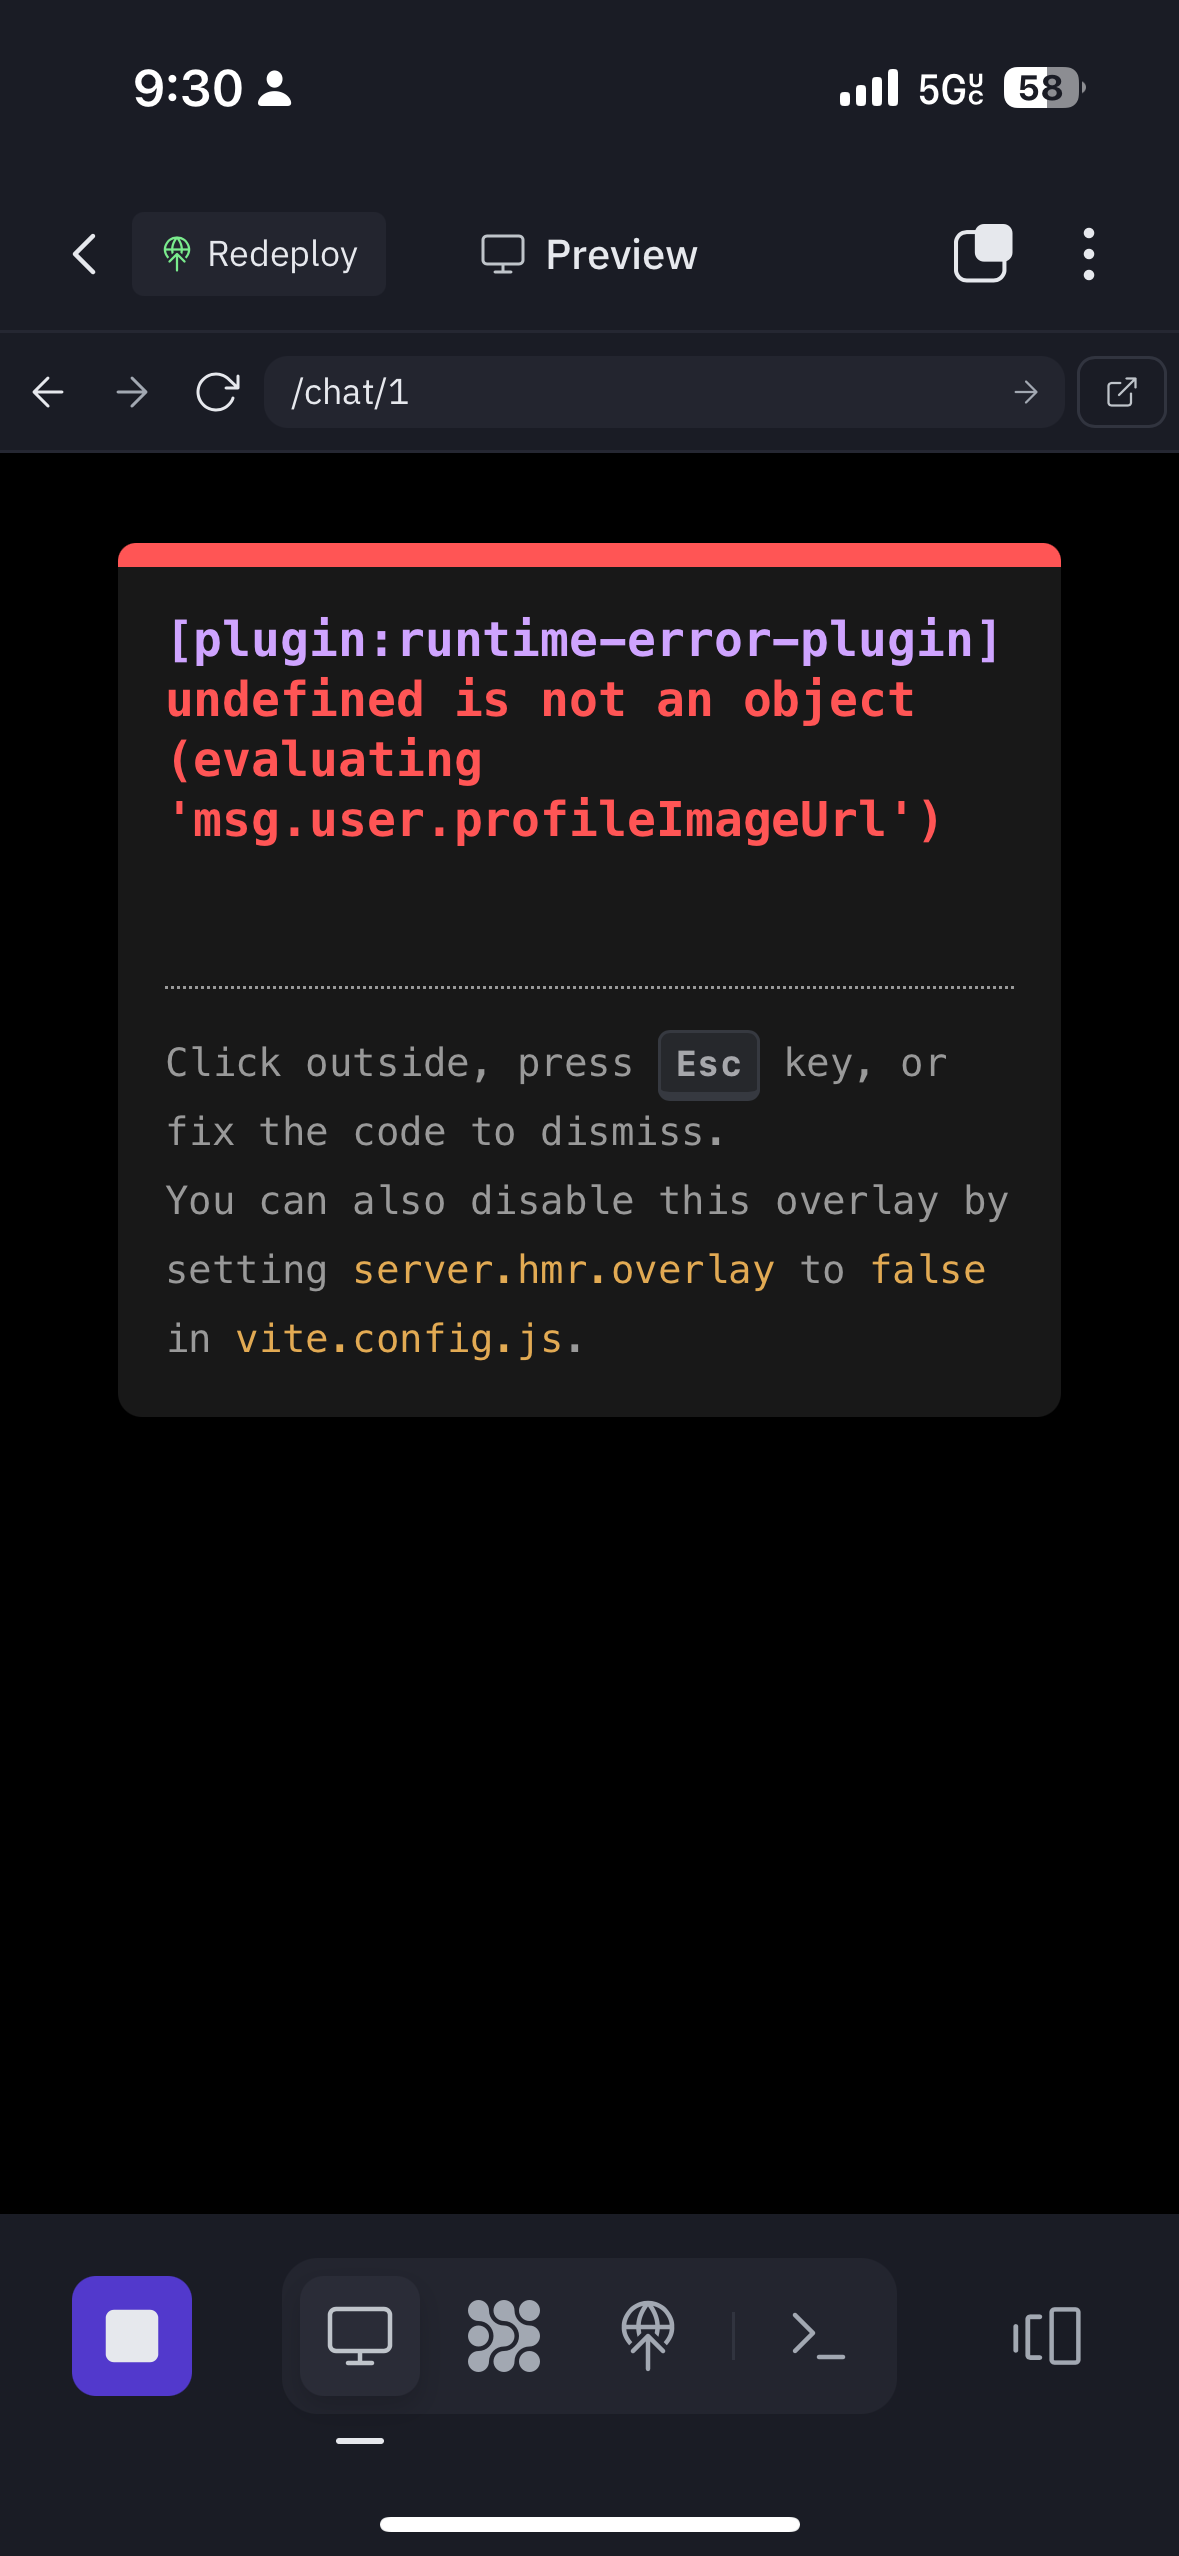 9:30
5GUC
58
Redeploy
Preview
/chat/1
[plugin:runtime-error-plugin]
undefined is not an object
(evaluating
'msg.user.profileImageUrl')
Click outside, press Esc key, or
fix the code to dismiss.
You can also disable this overlay by
setting server.hmr.overlay to false
in vite.config.js.